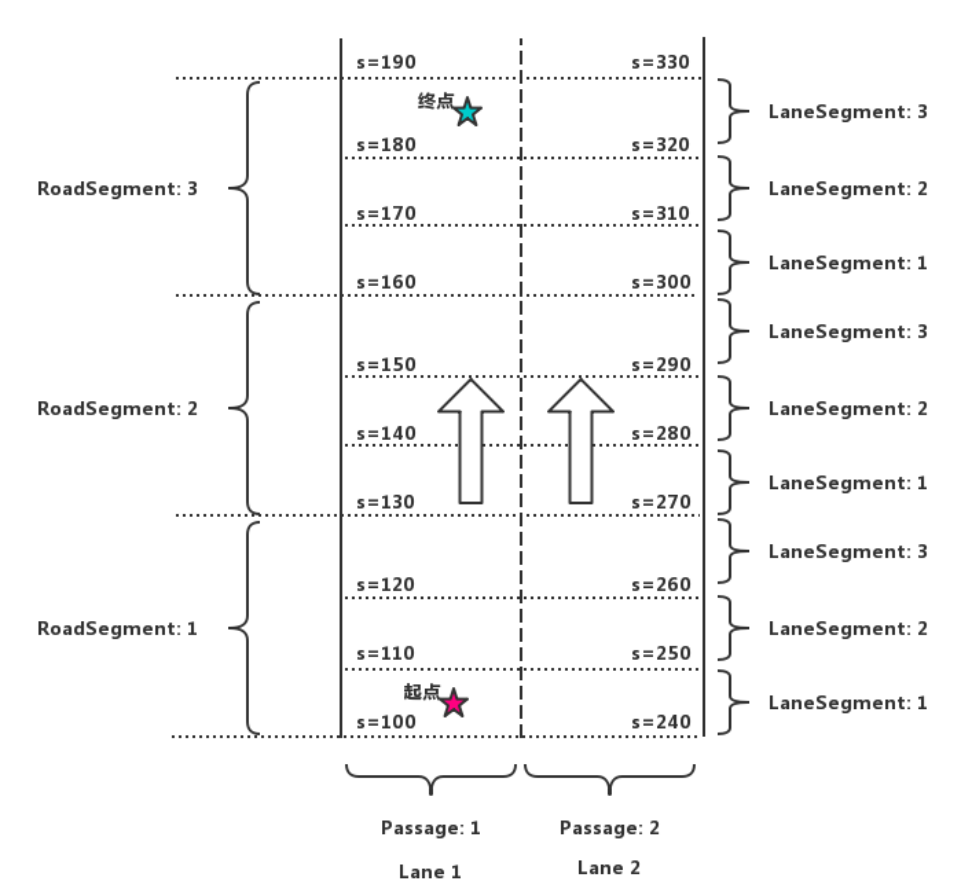 s=190 s=330
终点 LaneSegment: 3
s=180 s=320
RoadSegment: 3 LaneSegment: 2
s=170 s=310
LaneSegment: 1
s=160 s=300
LaneSegment: 3
s=150 s=290
RoadSegment: 2 LaneSegment: 2
s=140 s=280
LaneSegment: 1
s=130 s=270
LaneSegment: 3
s=120 s=260
RoadSegment: 1 LaneSegment: 2
s=110 s=250
起点 LaneSegment: 1
s=100 s=240
Passage: 1 Passage: 2
Lane 1 Lane 2